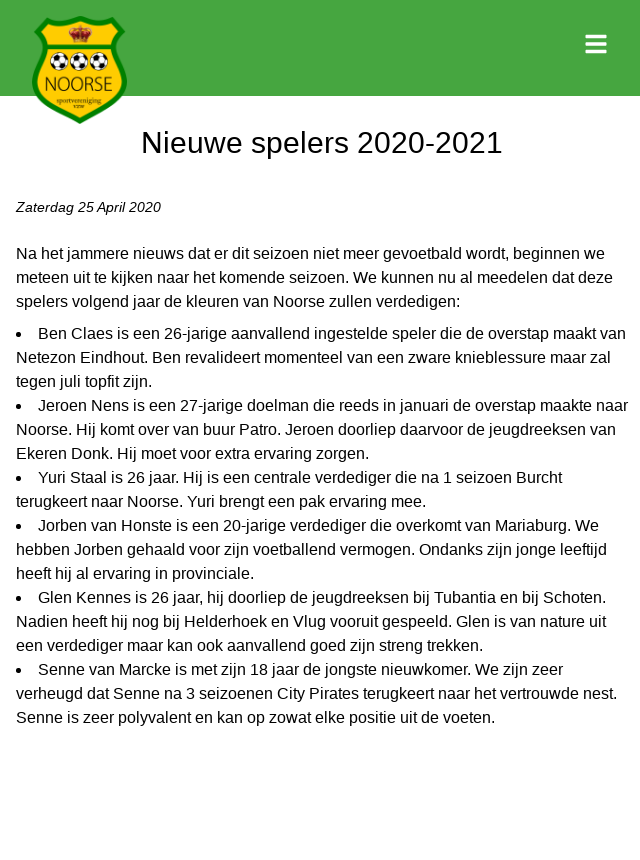 NOORSE
sportvereniging
vzw
Nieuwe spelers 2020-2021
Zaterdag 25 April 2020
Na het jammere nieuws dat er dit seizoen niet meer gevoetbald wordt, beginnen we
meteen uit te kijken naar het komende seizoen. We kunnen nu al meedelen dat deze
spelers volgend jaar de kleuren van Noorse zullen verdedigen:
• Ben Claes is een 26-jarige aanvallend ingestelde speler die de overstap maakt van
Netezon Eindhout. Ben revalideert momenteel van een zware knieblessure maar zal
tegen juli topfit zijn.
• Jeroen Nens is een 27-jarige doelman die reeds in januari de overstap maakte naar
Noorse. Hij komt over van buur Patro. Jeroen doorliep daarvoor de jeugdreeksen van
Ekeren Donk. Hij moet voor extra ervaring zorgen.
• Yuri Staal is 26 jaar. Hij is een centrale verdediger die na 1 seizoen Burcht
terugkeert naar Noorse. Yuri brengt een pak ervaring mee.
• Jorben van Honste is een 20-jarige verdediger die overkomt van Mariaburg. We
hebben Jorben gehaald voor zijn voetballend vermogen. Ondanks zijn jonge leeftijd
heeft hij al ervaring in provinciale.
• Glen Kennes is 26 jaar, hij doorliep de jeugdreeksen bij Tubantia en bij Schoten.
Nadien heeft hij nog bij Helderhoek en Vlug vooruit gespeeld. Glen is van nature uit
een verdediger maar kan ook aanvallend goed zijn streng trekken.
• Senne van Marcke is met zijn 18 jaar de jongste nieuwkomer. We zijn zeer
verheugd dat Senne na 3 seizoenen City Pirates terugkeert naar het vertrouwde nest.
Senne is zeer polyvalent en kan op zowat elke positie uit de voeten.